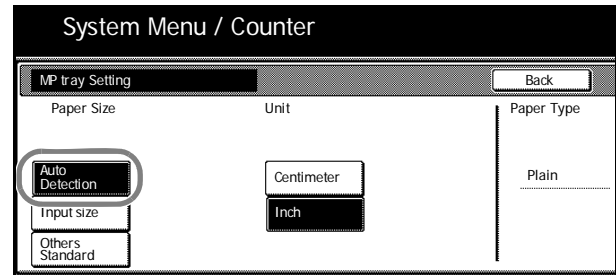 System Menu / Counter
MP tray Setting
Back
Paper Size
Unit
Paper Type
Auto
Detection
Centimeter
Plain
Input size
Inch
Others
Standard